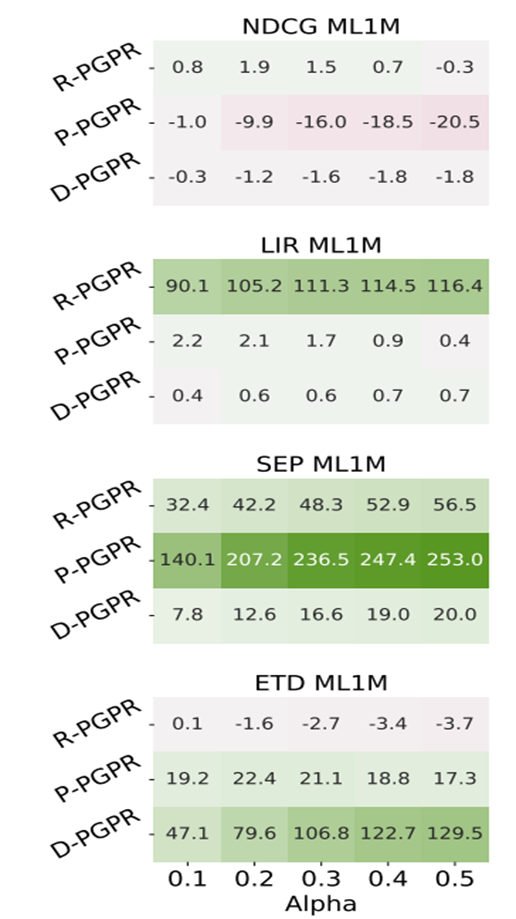 NDCG ML1M
R-PGPR 0.8 1.9 1.5 0.7 -0.3
P-PGPR -1.0 -9.9 -16.0 -18.5 -20.5
D-PGPR -0.3 -1.2 -1.6 -1.8 -1.8
LIR ML1M
R-PGPR 90.1 105.2 111.3 114.5 116.4
P-PGPR 2.2 2.1 1.7 0.9 0.4
D-PGPR 0.4 0.6 0.6 0.7 0.7
SEP ML1M
R-PGPR 32.4 42.2 48.3 52.9 56.5
P-PGPR 140.1 207.2 236.5 247.4 253.0
D-PGPR 7.8 12.6 16.6 19.0 20.0
ETD ML1M
R-PGPR 0.1 -1.6 -2.7 -3.4 -3.7
P-PGPR 19.2 22.4 21.1 18.8 17.3
D-PGPR 47.1 79.6 106.8 122.7 129.5
0.1 0.2 0.3 0.4 0.5
Alpha